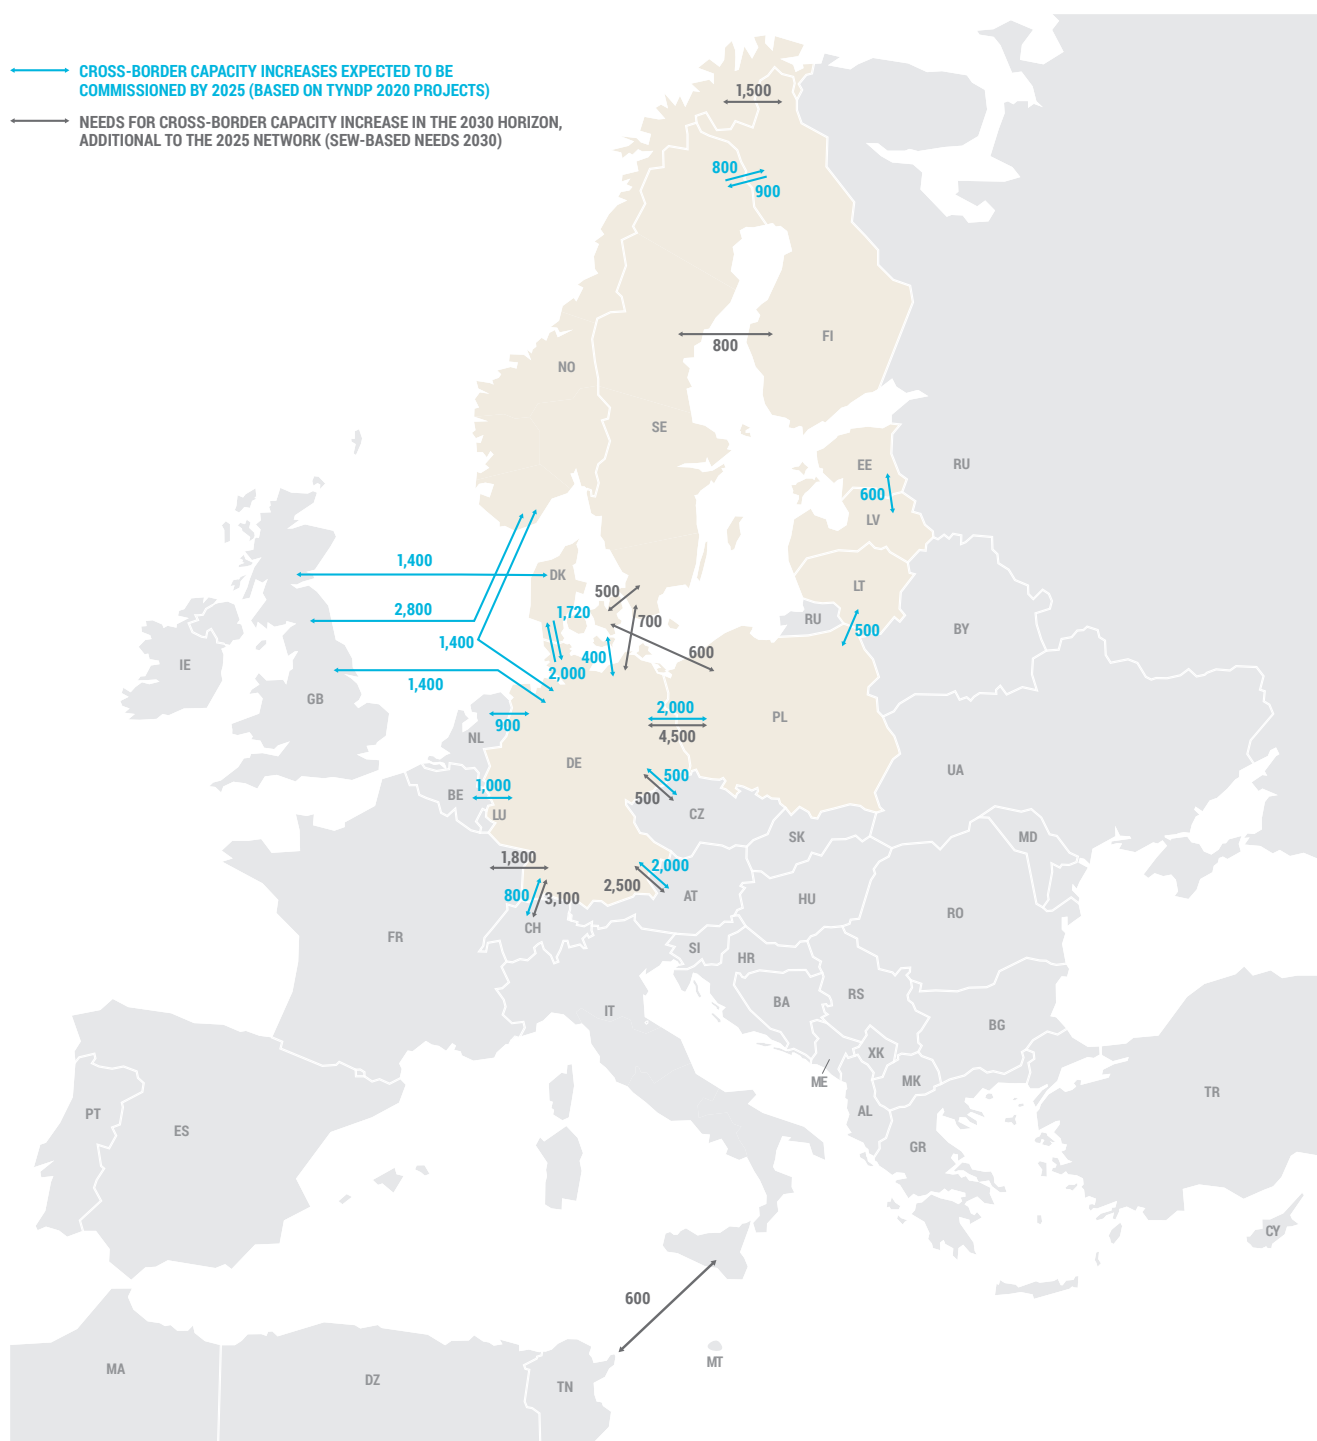 CROSS-BORDER CAPACITY INCREASES EXPECTED TO BE
COMMISSIONED BY 2025 (BASED ON TYNDP 2020 PROJECTS)
NEEDS FOR CROSS-BORDER CAPACITY INCREASE IN THE 2030 HORIZON,
ADDITIONAL TO THE 2025 NETWORK (SEW-BASED NEEDS 2030)
1,500
800
900
800
FI
NO
SE
EE
RU
600
LV
1,400
DK
500
LT
2,800
1,720
700
RU
500
BY
1,400
400
600
IE
2,000
1,400
GB
2,000
PL
900
4,500
NL
DE
UA
500
1,000
BE
500
LU
CZ
SK
MD
1,800
2,000
2,500
800
3,100
AT
HU
RO
CH
FR
SI
HR
RS
BA
IT
BG
XK
ME
MK
TR
PT
AL
ES
GR
CY
600
MT
MA
DZ
TN